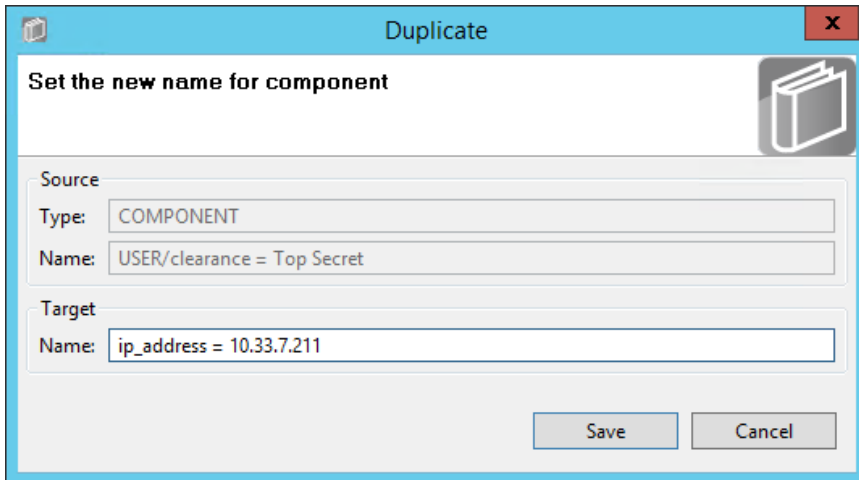 Duplicate
x
Set the new name for component
Source
Type: COMPONENT
Name: USER/clearance = Top Secret
Target
Name: ip_address = 10.33.7.211
Save Cancel